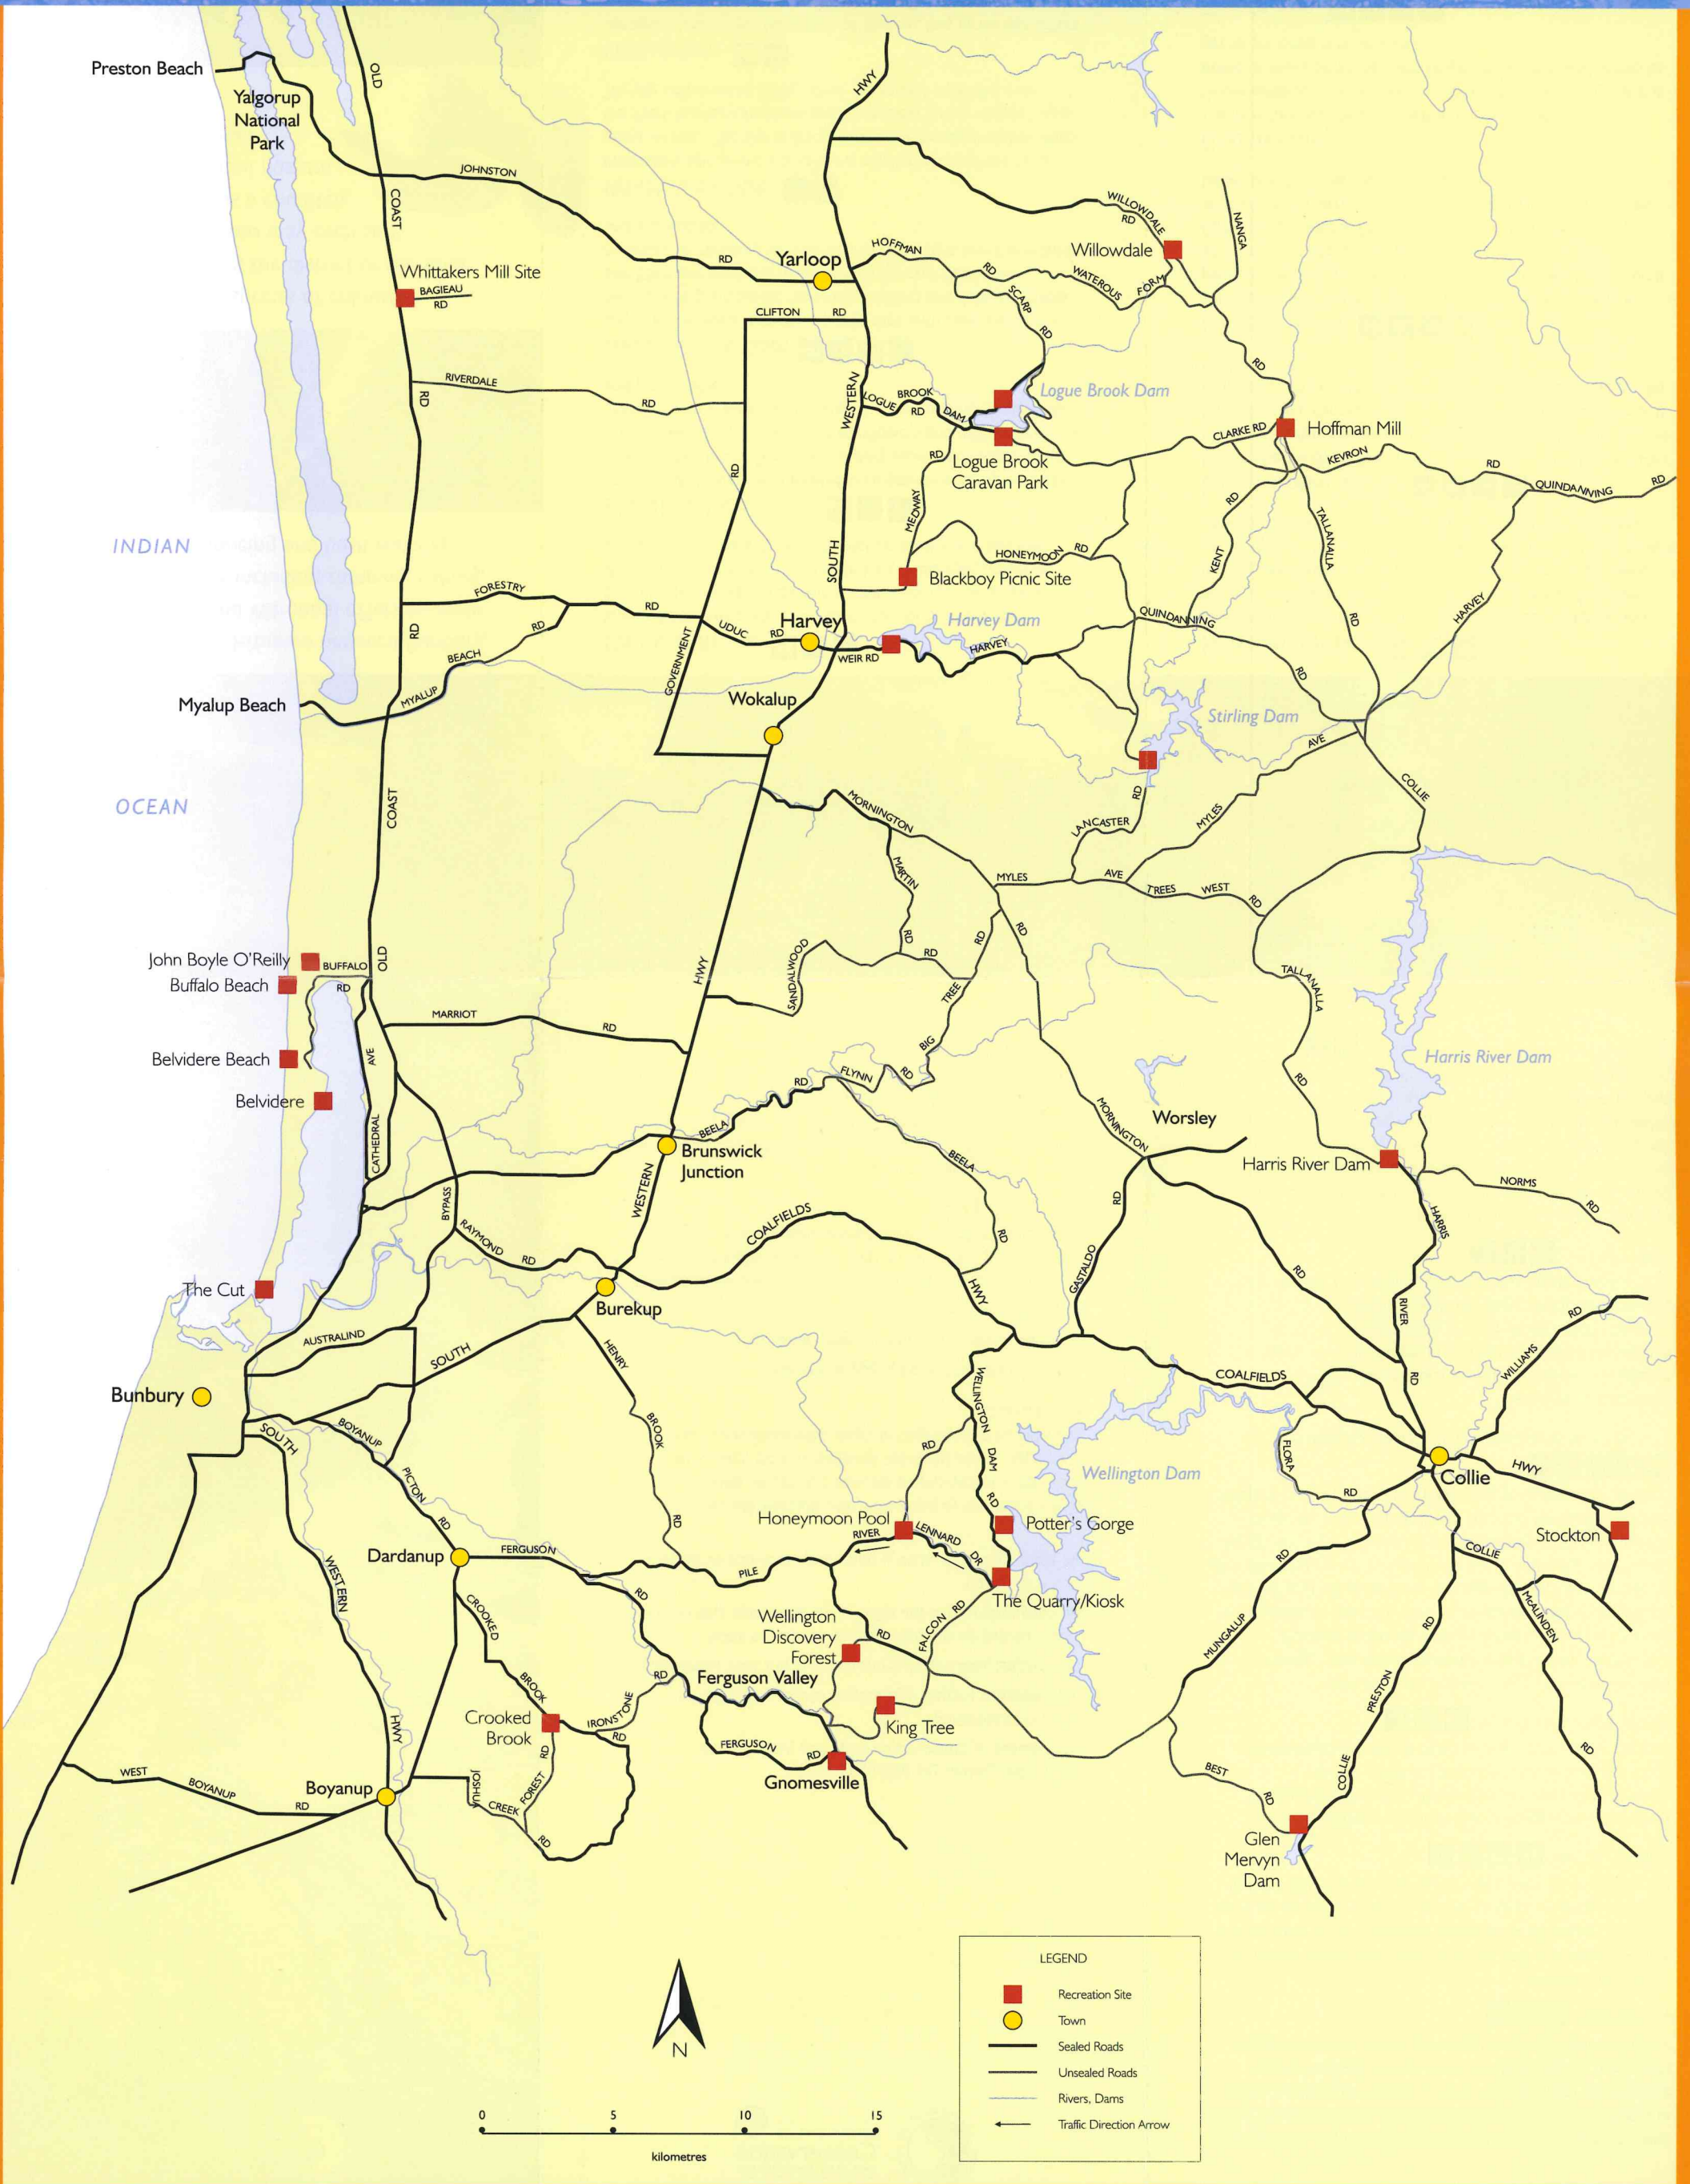 Preston Beach
Yalgorup
National
Park
OLD
COAST
RD
JOHNSTON
RD
HWY
Yarloop
HOFFMAN
RD
WILLOWDALE
RD
Willowdale
NANGA
WATEROUS
FORM
SCARP
RD
RD
Whittakers Mill Site
BAGIEAU
RD
CLIFTON RD
RIVERDALE
RD
RD
WESTERN
LOGUE BROOK
DAM
RD
Logue Brook Dam
Logue Brook
Caravan Park
RD
MEDWAY
CLARKE RD
Hoffman Mill
KEVRON
RD
QUINDANNING
RD
RD
KENT
TALLANALLA
RD
INDIAN
SOUTH
HONEYMOON RD
Blackboy Picnic Site
FORESTRY
RD
RD
RD
UDUC RD
Harvey
Harvey Dam
WEIR RD
HARVEY
QUINDANNING
RD
HARVEY
BEACH
MYALUP
Myalup Beach
GOVERNMENT
Wokalup
Stirling Dam
AVE
COLLIE
OCEAN
COAST
MORNINGTON
RD
LANCASTER
MYLES
MARTIN
RD
MYLES AVE
TREES WEST
RD
RD
RD
John Boyle O'Reilly
BUFFALO
RD
OLD
Buffalo Beach
HWY
SANDALWOOD
RD
TREE
TALLANALLA
MARRIOT
RD
Belvidere Beach
AVE
BIG
FLYNN
RD
RD
Harris River Dam
RD
Belvidere
CATHEDRAL
BEELA
Brunswick
Junction
MORNINGTON
Worsley
BEELA
RD
Harris River Dam
NORMS
RD
WESTERN
BYPASS
RAYMOND
RD
COALFIELDS
RD
HWY
GASTALDO
RD
HARRIS
RIVER
RD
The Cut
Burekup
RD
WILLIAMS
AUSTRALIND
SOUTH
HENRY
BROOK
RD
WELLINGTON
DAM
RD
COALFIELDS
Bunbury
SOUTH
BOYANUP
PICTON
RD
RD
Wellington Dam
FLORA
RD
Collie
HWY
Honeymoon Pool
RIVER
LENNARD
DR
Potter's Gorge
Stockton
COLLIE
Dardanup
FERGUSON
RD
PILE
The Quarry/Kiosk
WESTERN
CROOKED
BROOK
Wellington
Discovery
Forest
RD
FALCON
RD
RD
MUNGALUP
RD
McALINDEN
RD
RD
Ferguson Valley
PRESTON
COLLIE
Crooked
Brook
IRONSTONE
RD
RD
King Tree
HWY
FERGUSON
RD
Gnomesville
WEST
BOYANUP
RD
Boyanup
JOSHUA
CREEK
FOREST
RD
BEST
RD
Glen
Mervyn
Dam
LEGEND
Recreation Site
Town
Sealed Roads
Unsealed Roads
Rivers, Dams
Traffic Direction Arrow
N
0 5 10 15
kilometres